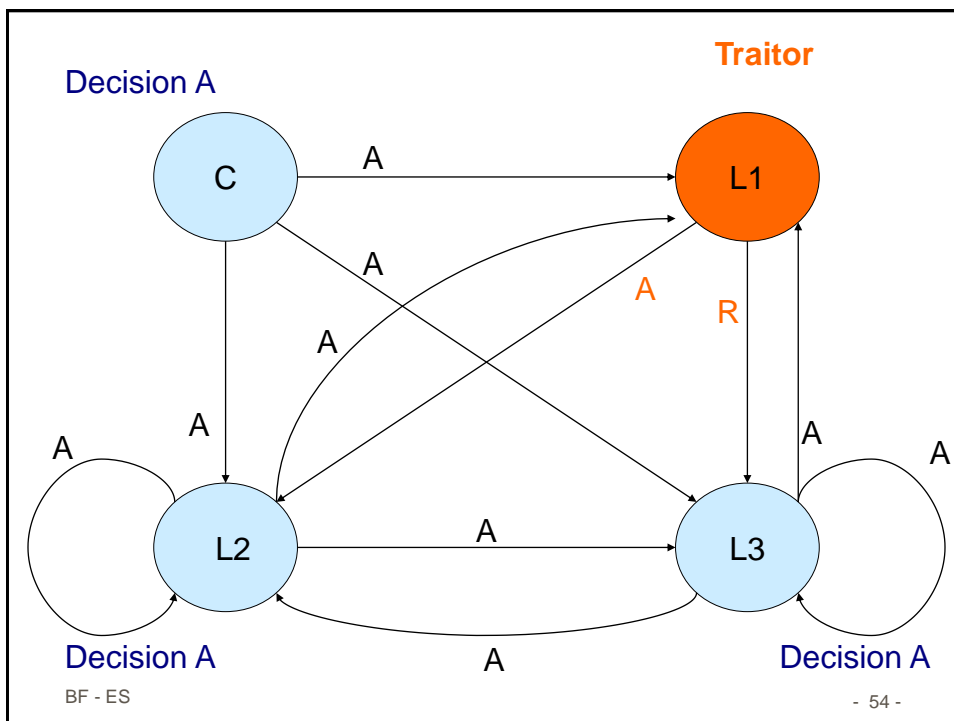 Traitor
Decision A
C
A
L1
A
A
R
A
A
A
A
A
L2
A
L3
Decision A
A
Decision A
BF - ES
- 54 -